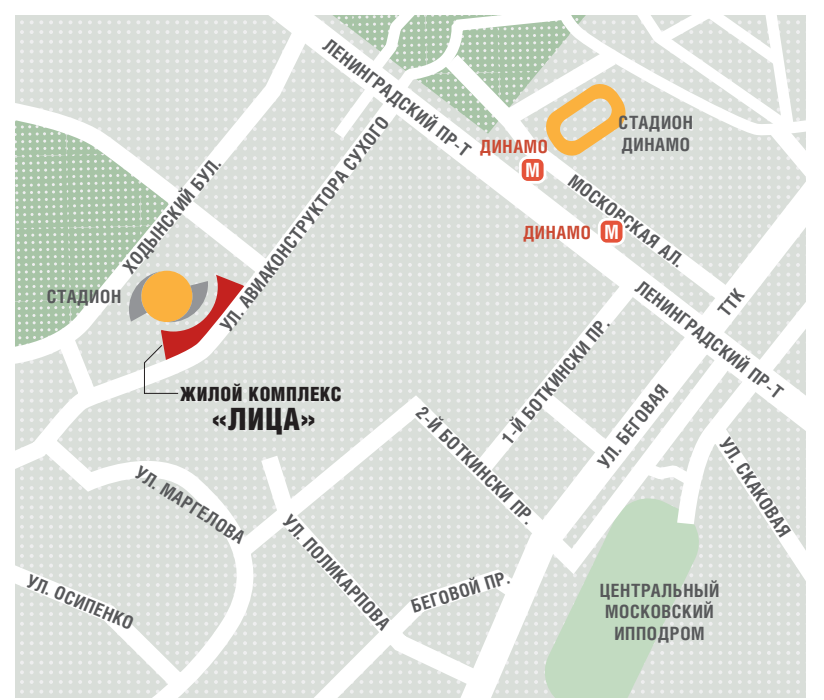 ЛЕНИНГРАДСКИЙ ПР-Т
СТАДИОН
ДИНАМО
ДИНАМО
М
МОСКОВСКАЯ АЛ.
ДИНАМО
М
УЛ. АВИАКОНСТРУКТОРА СУХОГО
ХОДЫНСКИЙ БУЛ.
СТАДИОН
ТТК
ЛЕНИНГРАДСКИЙ ПР-Т
ЖИЛОЙ КОМПЛЕКС
«ЛИЦА»
1-Й БОТКИНСКИ ПР.
2-Й БОТКИНСКИ ПР.
УЛ. БЕГОВАЯ
УЛ. СКАКОВАЯ
УЛ. МАРГЕЛОВА
УЛ. ПОЛИКАРПОВА
БЕГОВОЙ ПР.
УЛ. ОСИПЕНКО
ЦЕНТРАЛЬНЫЙ
МОСКОВСКИЙ
ИППОДРОМ